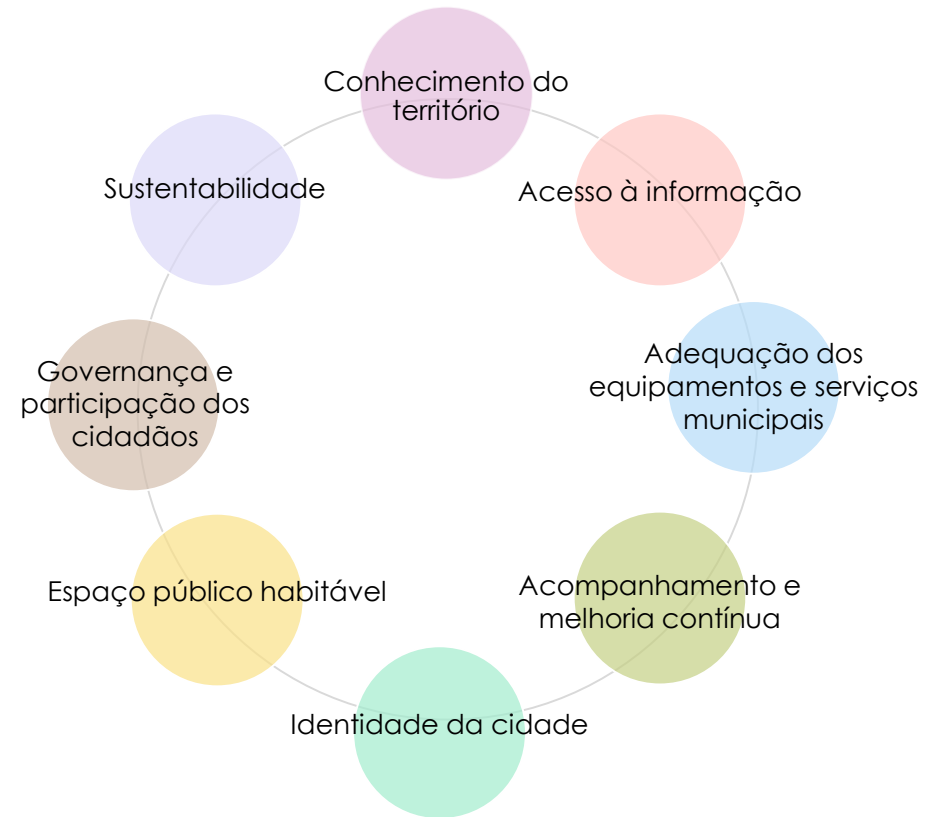 Conhecimento do
território
Acesso à informação
Adequação dos
equipamentos e serviços
municipais
Acompanhamento e
melhoria contínua
Identidade da cidade
Espaço público habitável
Governança e
participação dos
cidadãos
Sustentabilidade